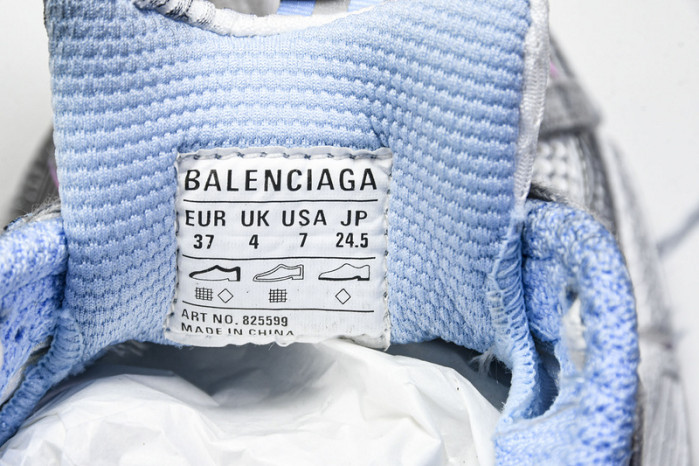 BALENCIAGA
EUR UK USA JP
37 4 7 24.5
ART NO. 825599
MADE IN CHINA